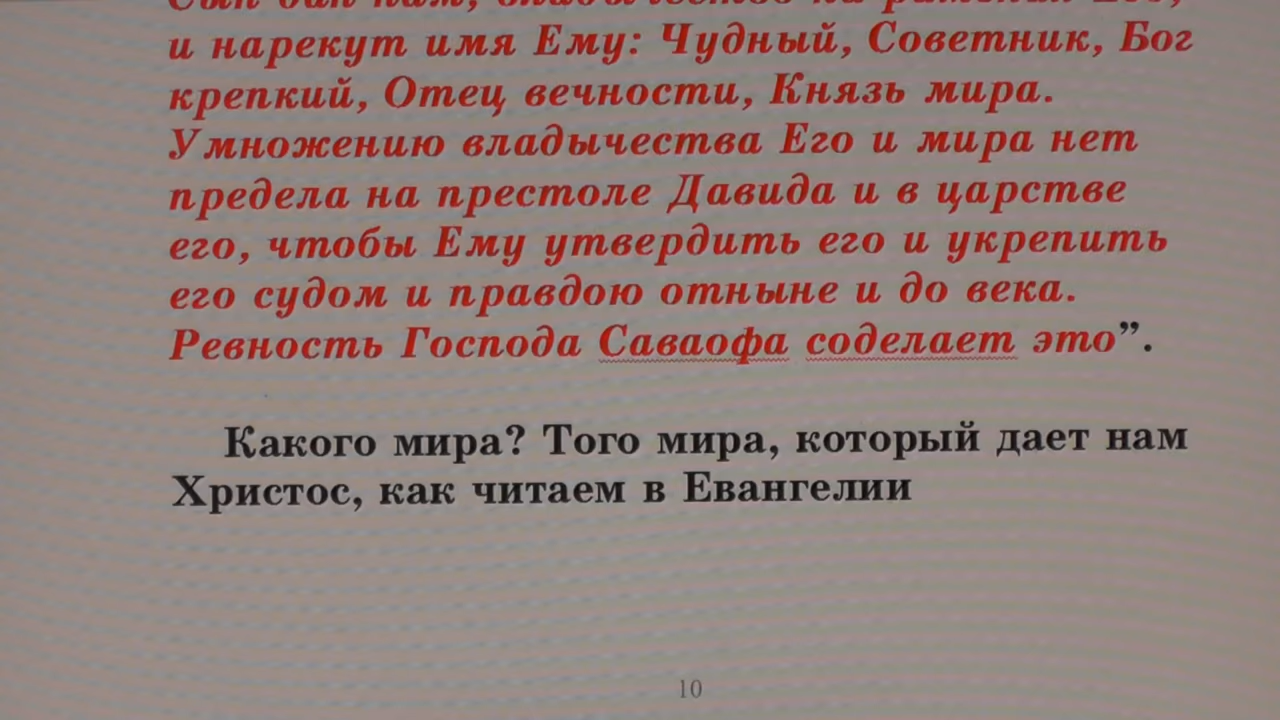 и нарекут имя Ему: Чудный, Советник, Бог
крепкий, Отец вечности, Князь мира.
Умножению владычества Его и мира нет
предела на престоле Давида и в царстве
его, чтобы Ему утвердить его и укрепить
его судом и правдою отныне и до века.
Ревность Господа Саваофа соделает это”.
Какого мира? Того мира, который дает нам
Христос, как читаем в Евангелии
10